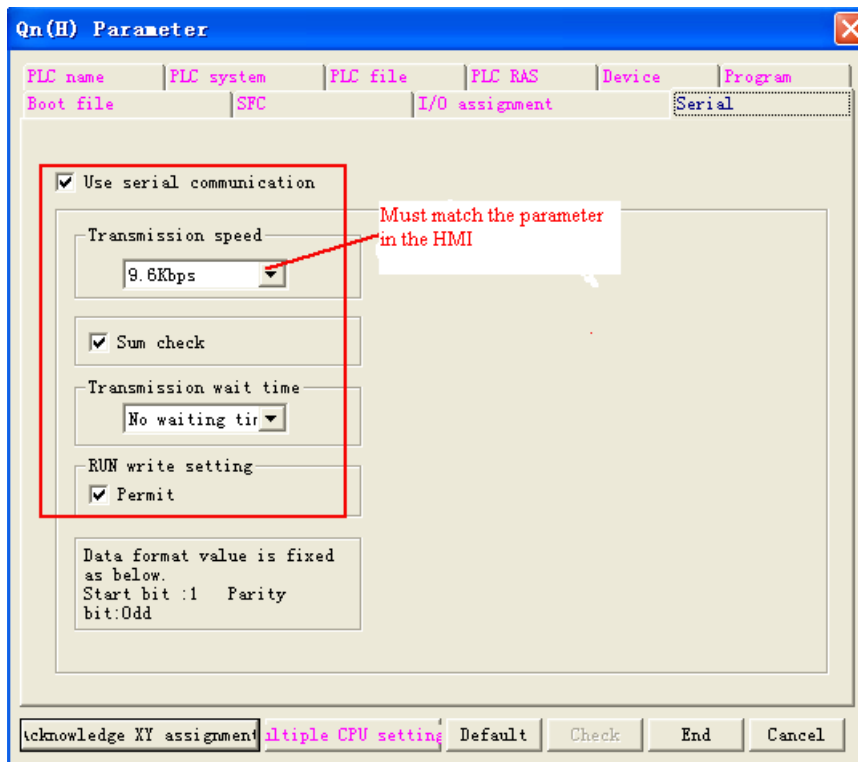 Qn(H) Parameter
PLC name PLC system PLC file PLC RAS Device Program
Boot file SFC I/O assignment Serial
Use serial communication
Must match the parameter
in the HMI
Transmission speed
9.6Kbps
Sum check
Transmission wait time
No waiting tir
RUN write setting
Permit
Data format value is fixed
as below.
Start bit :1 Parity
bit:Odd
cknowledge XY assignment ultiple CPU setting Default Check End Cancel